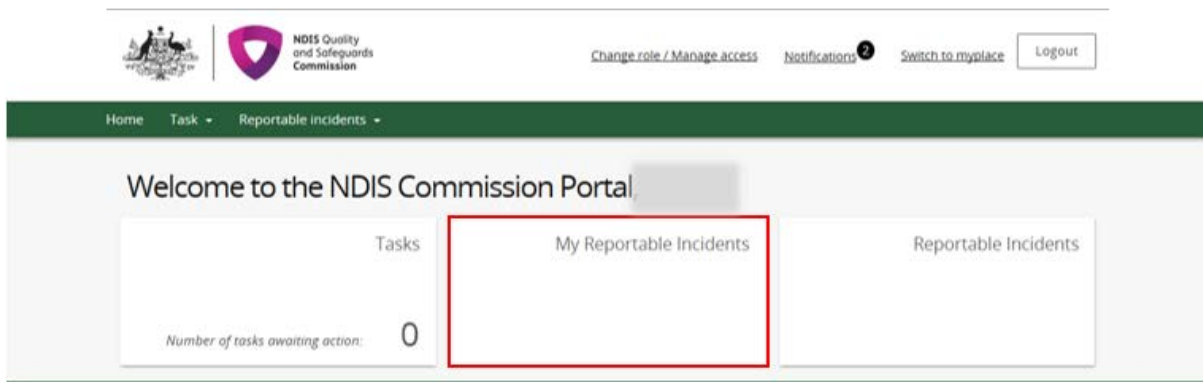 NDIS Quality
and Safeguards
Commission
Change role / Manage access
Notifications 2
Switch to myplace
Logout
Home
Task
Reportable incidents
Welcome to the NDIS Commission Portal,
Tasks
Number of tasks awaiting action: 0
My Reportable Incidents
Reportable Incidents